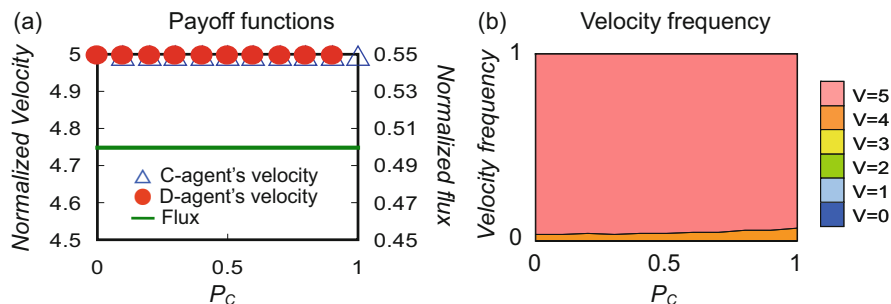 (a) Payoff functions
Normalized Velocity
5
4.9
4.8
4.7
4.6
4.5
0.55
0.53
0.51
0.49
0.47
0.45
Normalized flux
C-agent's velocity
D-agent's velocity
Flux
0 0.5 1
PC
(b) Velocity frequency
Velocity frequency
1
0
0 0.5 1
PC
V=5
V=4
V=3
V=2
V=1
V=0